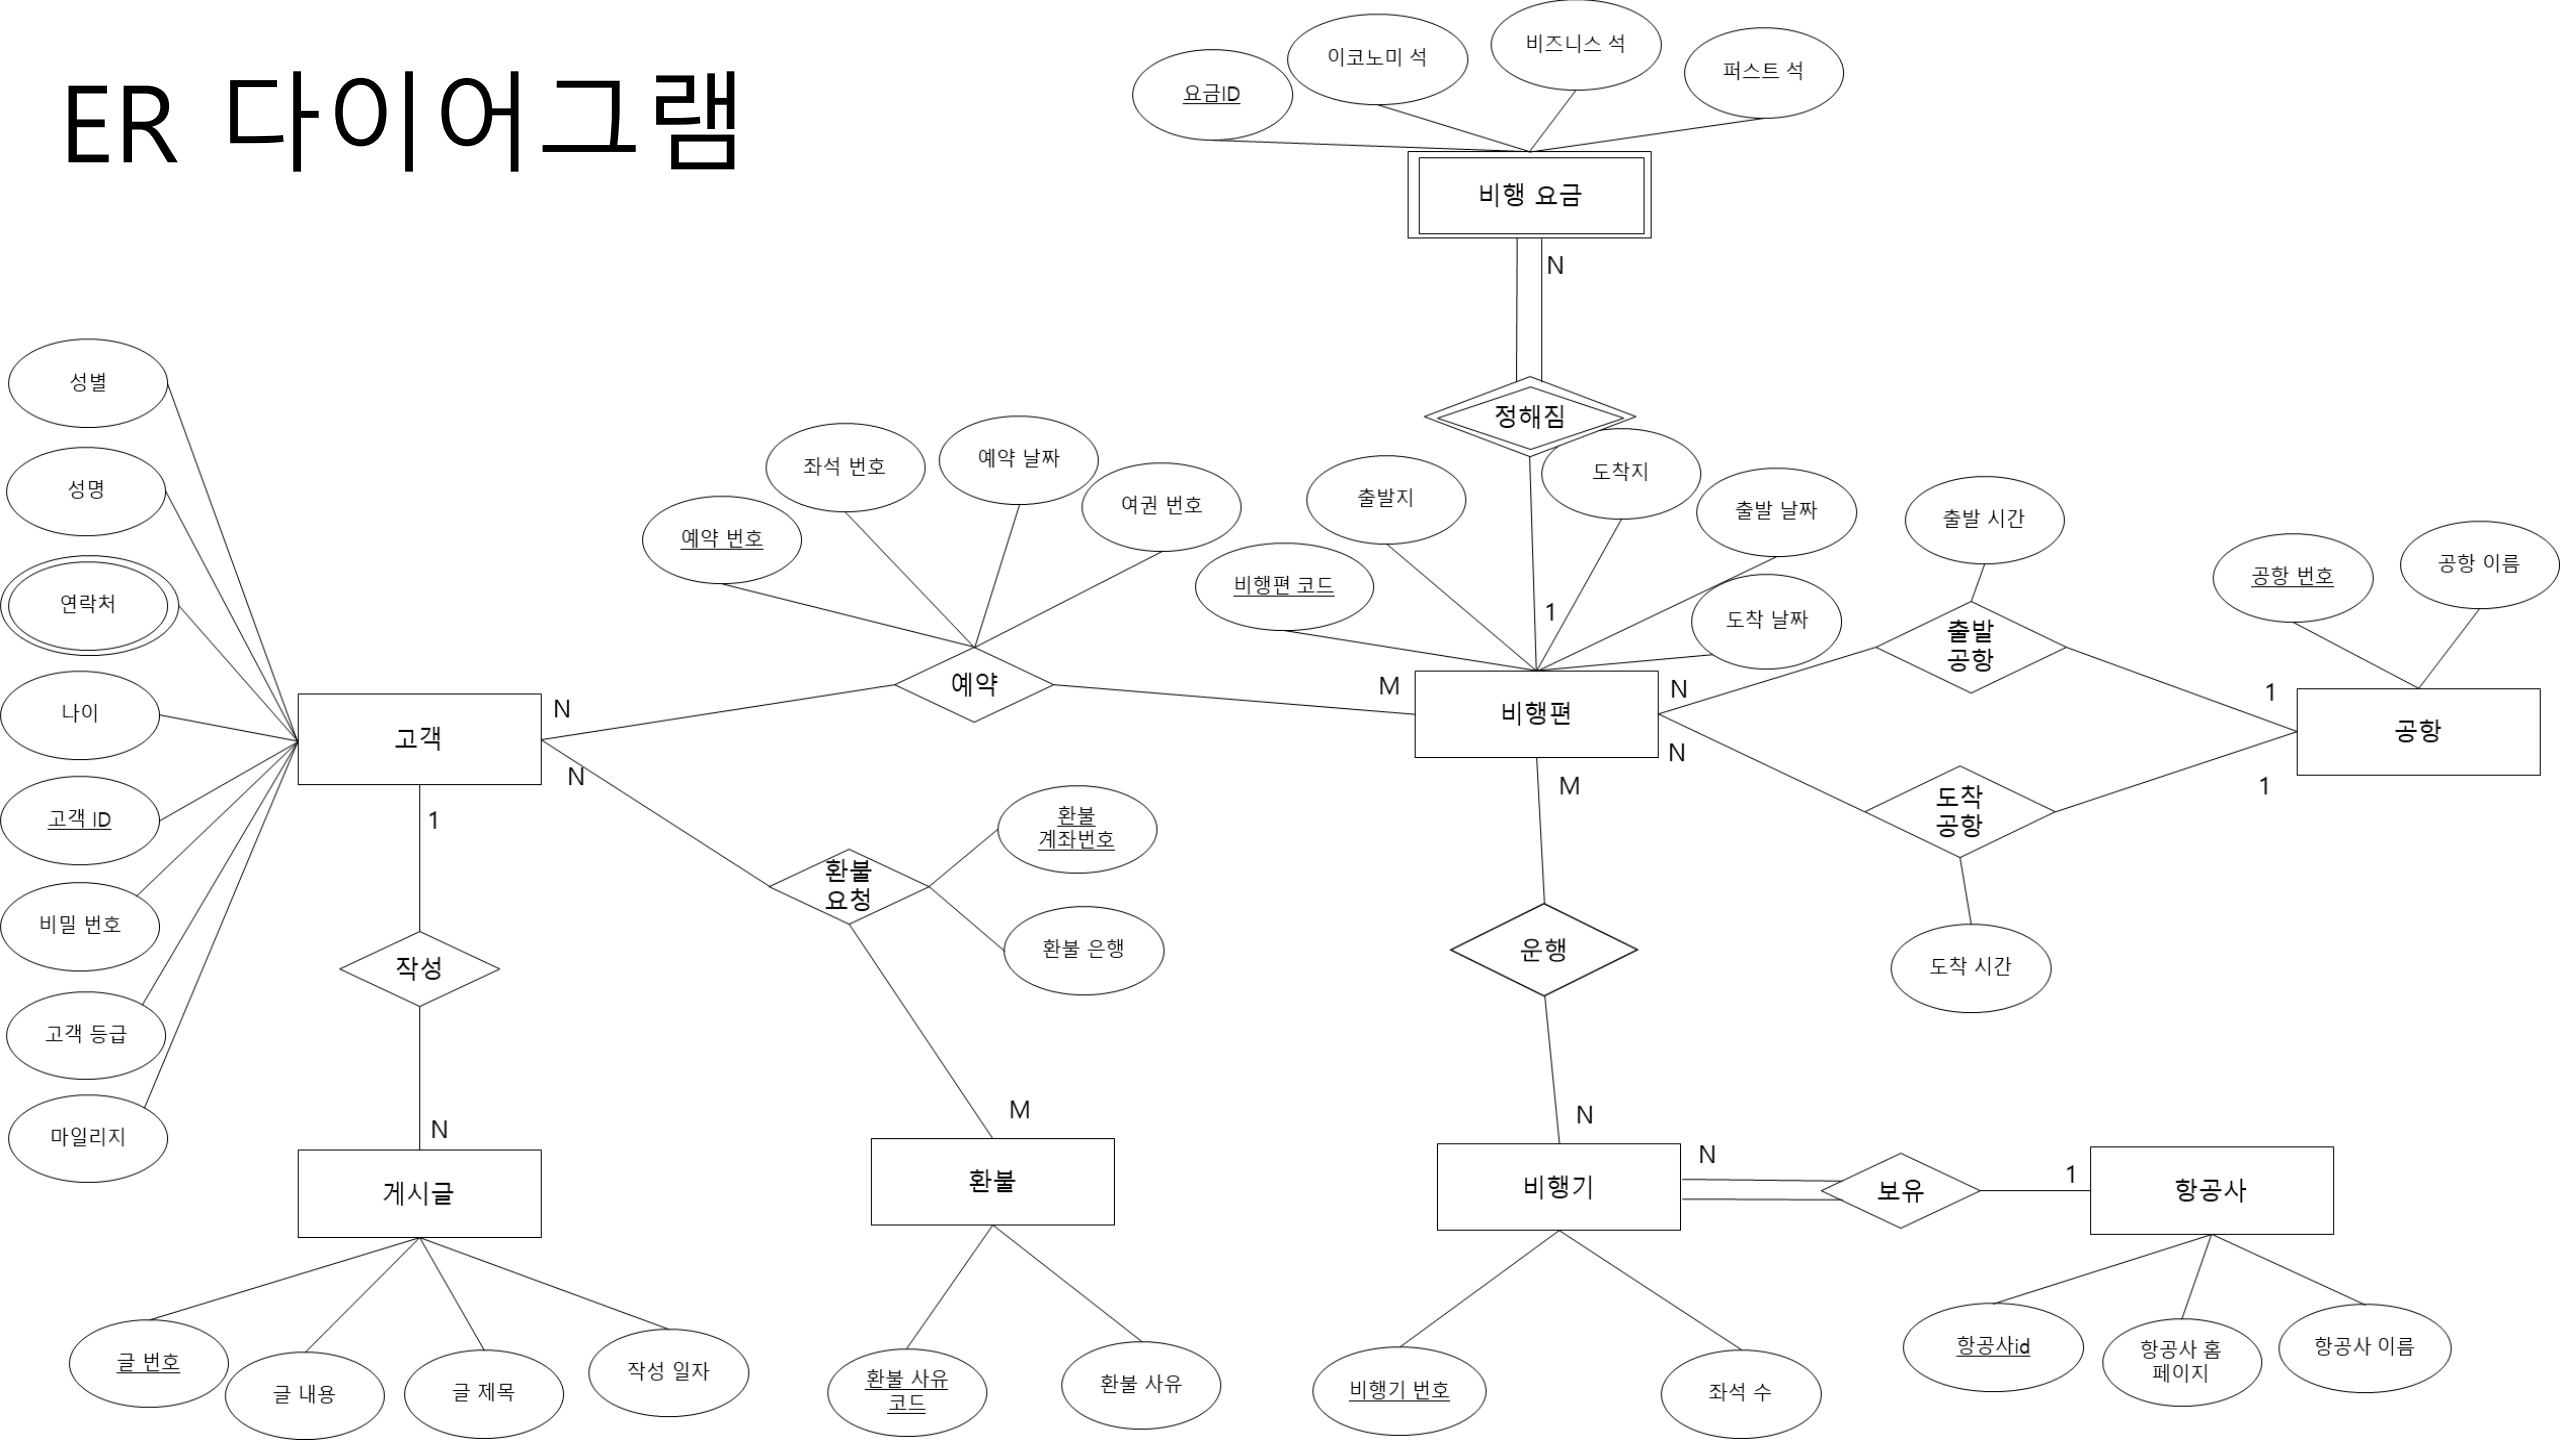 ER 다이어그램
요금ID
이코노미 석
비즈니스 석
퍼스트 석
비행 요금
N
정해짐
1
성별
성명
연락처
나이
고객 ID
비밀 번호
고객 등급
마일리지
고객
N
N
1
예약 번호
좌석 번호
예약 날짜
여권 번호
예약
M
비행편 코드
출발지
도착지
출발 날짜
도착 날짜
비행편
N
N
M
출발 시간
출발
공항
1
도착
공항
1
도착 시간
공항 번호
공항 이름
공항
작성
N
게시글
글 번호
글 내용
글 제목
작성 일자
환불
요청
환불
계좌번호
환불 은행
M
환불
환불 사유
코드
환불 사유
운행
N
비행기
비행기 번호
좌석 수
N
보유
1
항공사
항공사id
항공사 홈
페이지
항공사 이름